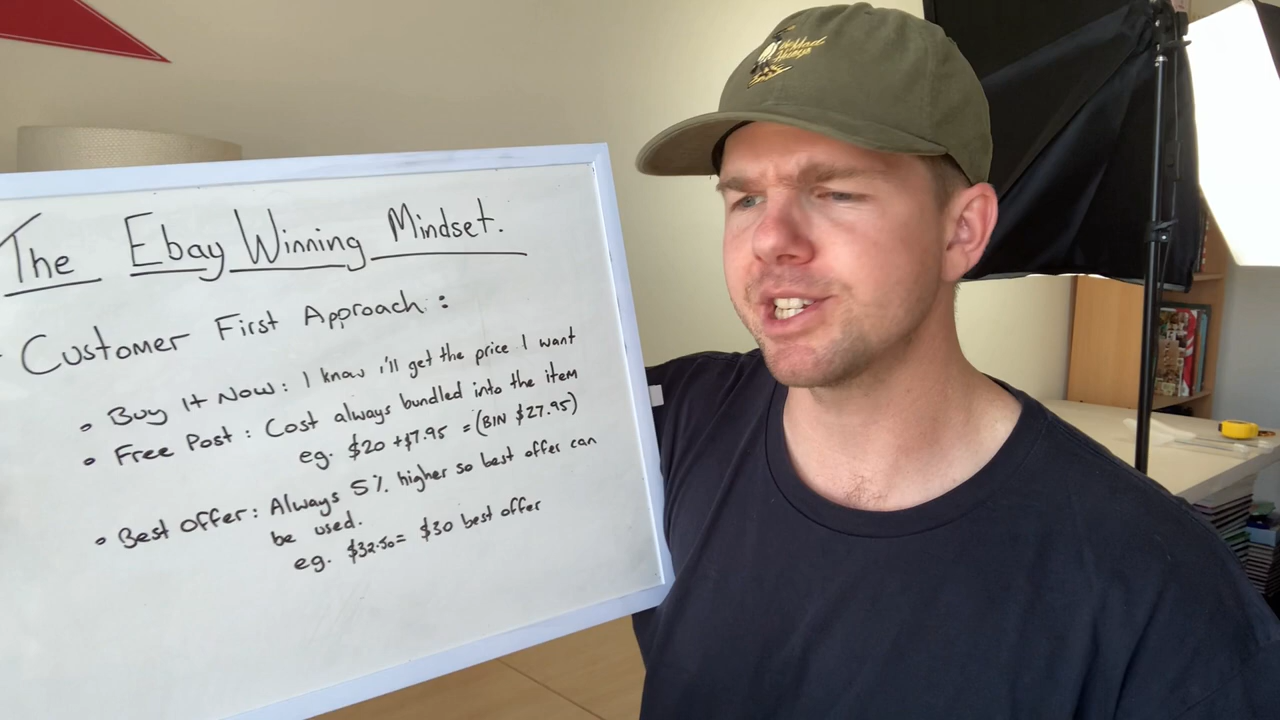 The Ebay Winning Mindset.
- Customer First Approach :
• Buy It Now : I know i'll get the price I want
• Free Post : Cost always bundled into the item
eg. $20 + $7.95 = (BIN $27.95)
• Best Offer : Always 5% higher so best offer can
be used.
eg. $32.50 = $30 best offer